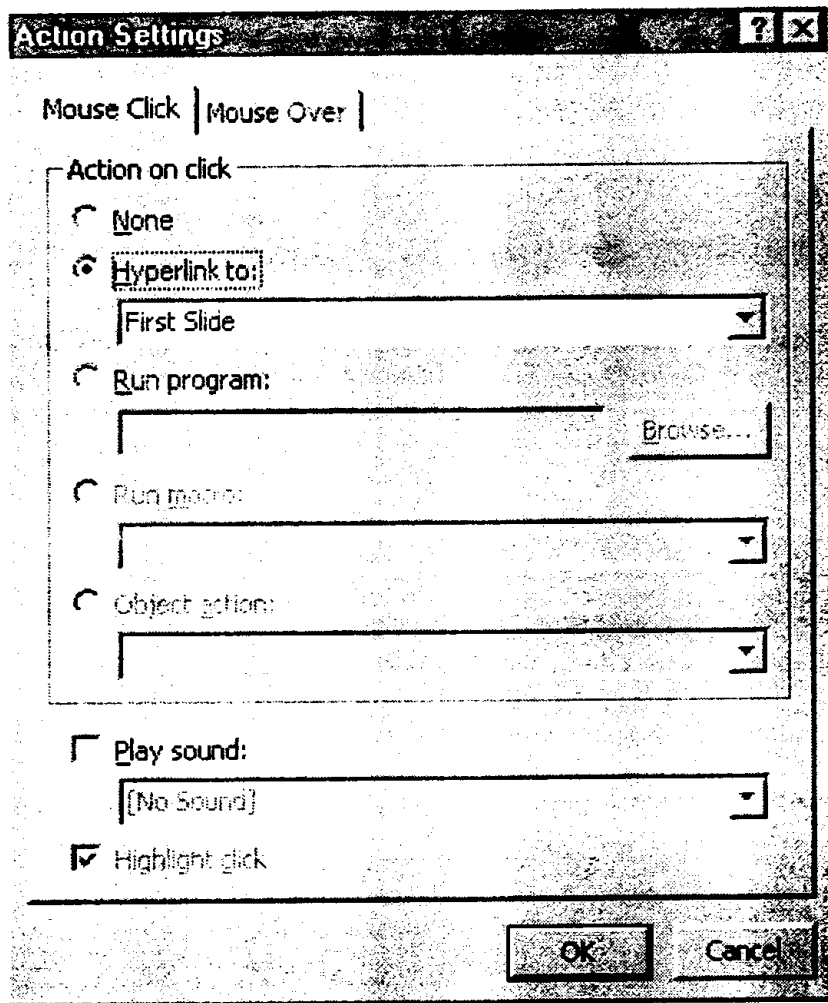 Action Settings
Mouse Click Mouse Over
Action on click
None
Hyperlink to:
First Slide
Run program:
Browse...
Run macro:
Object action:
Play sound:
[No Sound]
Highlight click
OK Cancel